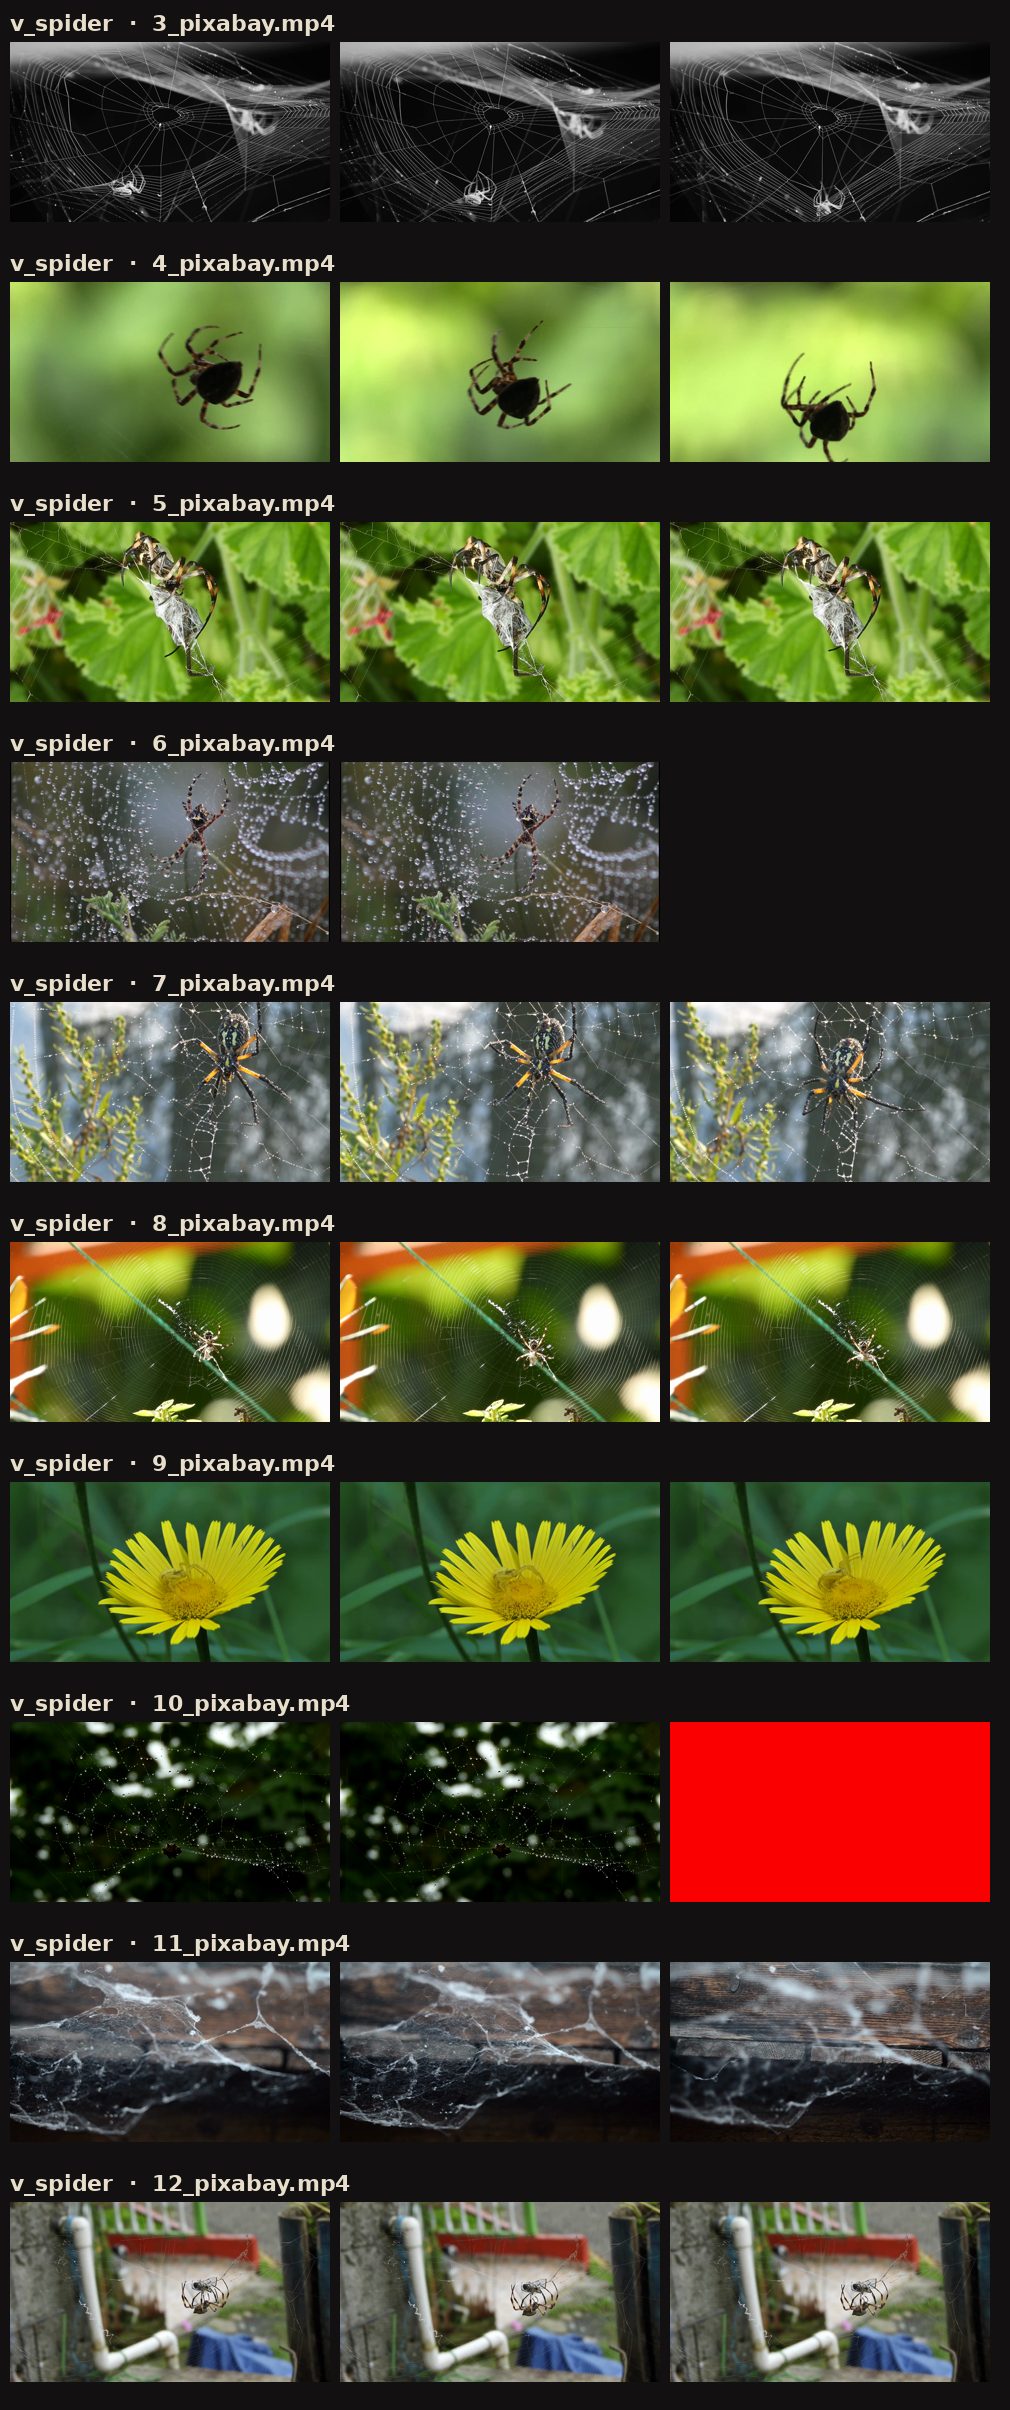 v_spider · 3_pixabay.mp4
v_spider · 4_pixabay.mp4
v_spider · 5_pixabay.mp4
v_spider · 6_pixabay.mp4
v_spider · 7_pixabay.mp4
v_spider · 8_pixabay.mp4
v_spider · 9_pixabay.mp4
v_spider · 10_pixabay.mp4
v_spider · 11_pixabay.mp4
v_spider · 12_pixabay.mp4